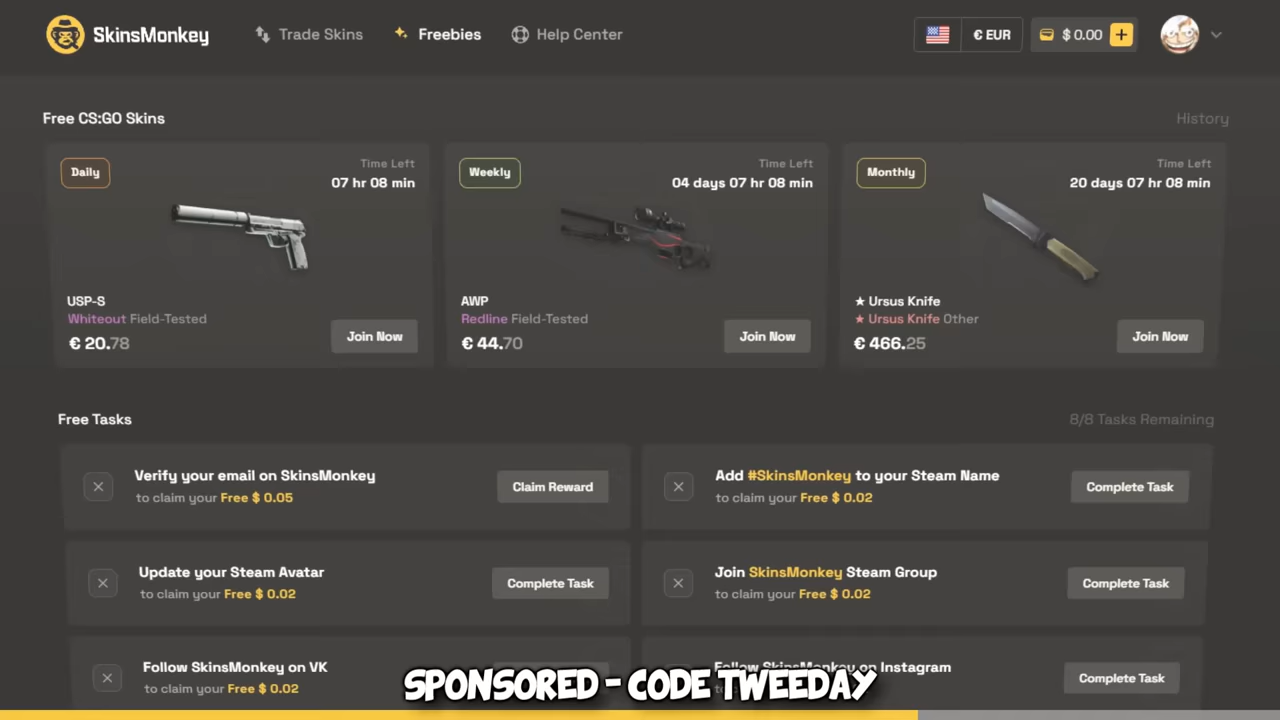 SkinsMonkey
Trade Skins
Freebies
Help Center
€ EUR
$ 0.00
Free CS:GO Skins
History
Daily
Time Left
07 hr 08 min
USP-S
Whiteout Field-Tested
€ 20.78
Join Now
Weekly
Time Left
04 days 07 hr 08 min
AWP
Redline Field-Tested
€ 44.70
Join Now
Monthly
Time Left
20 days 07 hr 08 min
★ Ursus Knife
★ Ursus Knife Other
€ 466.25
Join Now
Free Tasks
8/8 Tasks Remaining
Verify your email on SkinsMonkey
to claim your Free $ 0.05
Claim Reward
Add #SkinsMonkey to your Steam Name
to claim your Free $ 0.02
Complete Task
Update your Steam Avatar
to claim your Free $ 0.02
Complete Task
Join SkinsMonkey Steam Group
to claim your Free $ 0.02
Complete Task
Follow SkinsMonkey on VK
to claim your Free $ 0.02
Follow SkinsMonkey on Instagram
Complete Task
SPONSORED - CODE TWEEDAY